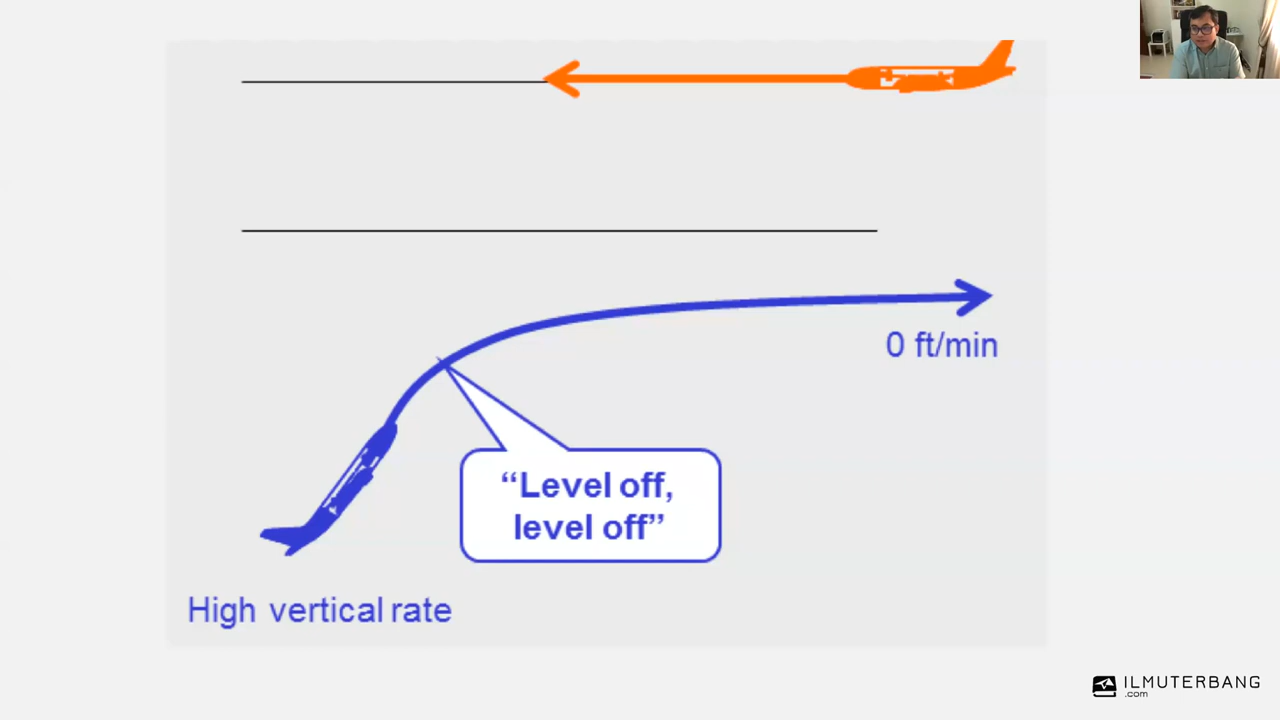 0 ft/min
“Level off,
level off”
High vertical rate
ILMUTERBANG
.com